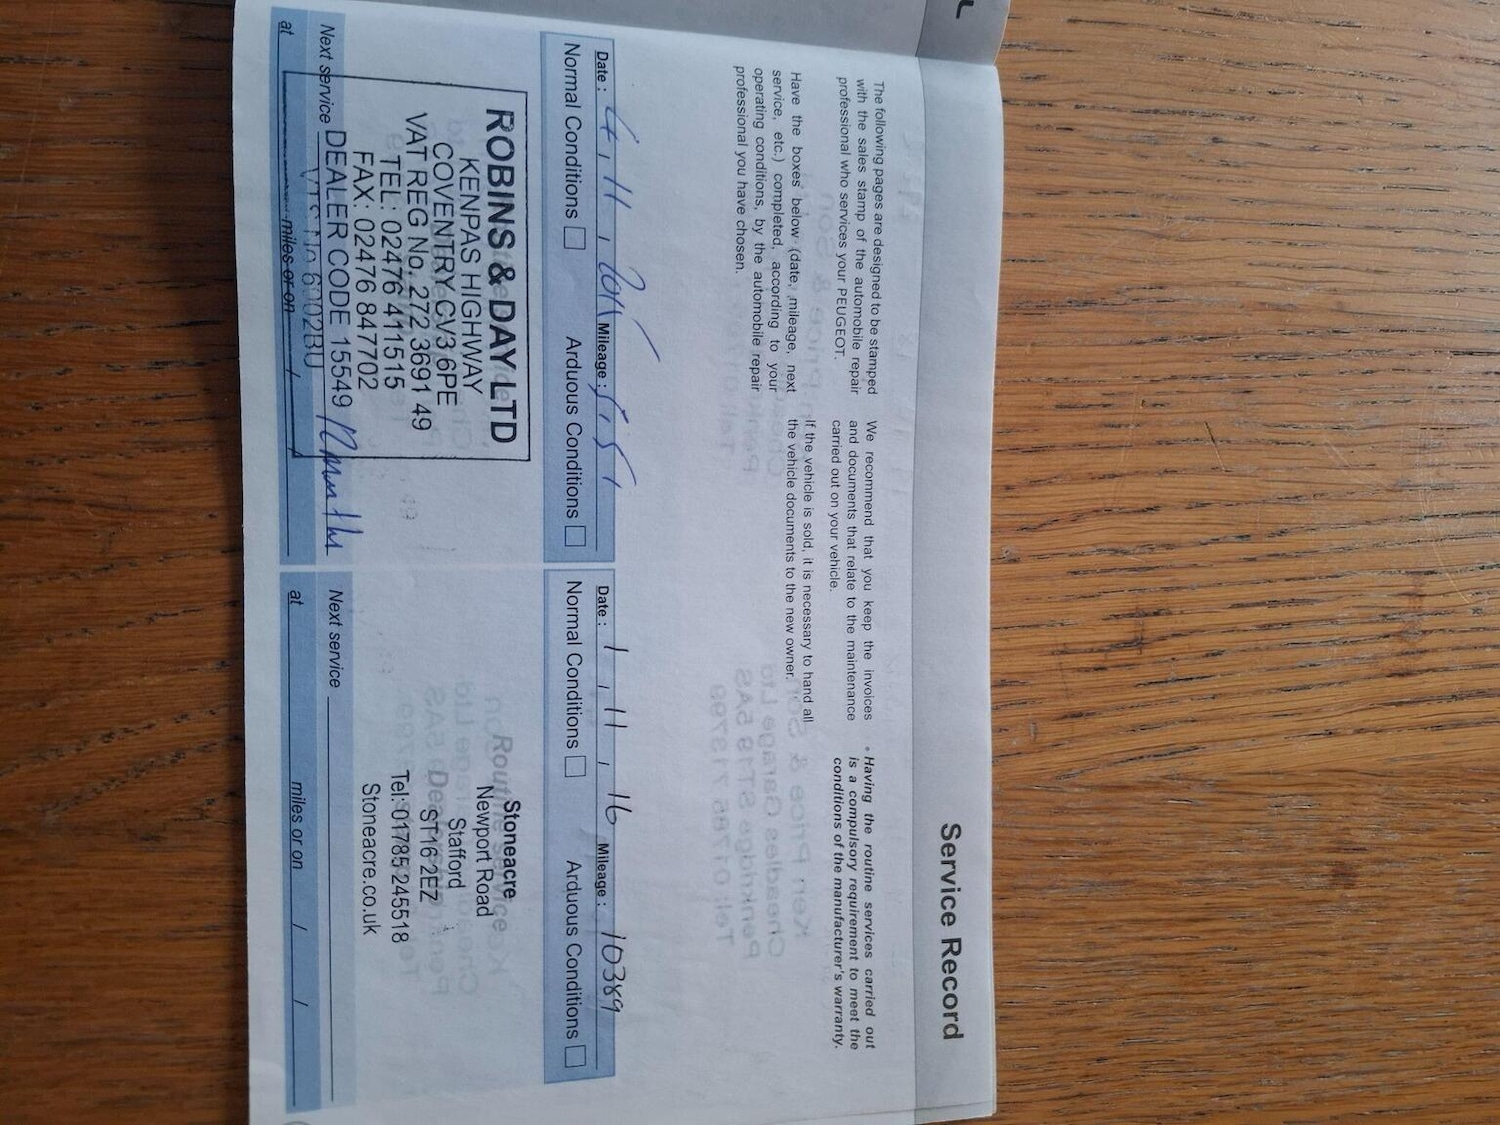 Service Record
The following pages are designed to be stamped
with the sales stamp of the automobile repair
professional who services your PEUGEOT.
Have the boxes below (date, mileage, next
service, etc.) completed, according to your
operating conditions, by the automobile repair
professional you have chosen.
We recommend that you keep the invoices
and documents that relate to the maintenance
carried out on your vehicle.
If the vehicle is sold, it is necessary to hand all
the vehicle documents to the new owner.
• Having the routine services carried out
is a compulsory requirement to meet the
conditions of the manufacturer's warranty.
Date: 4, 11, Mileage:
Normal Conditions Arduous Conditions
ROBINS & DAY LTD
KENPAS HIGHWAY
COVENTRY CV3 6PE
VAT REG No. 272 3691 49
TEL: 02476 411515
FAX: 02476 847702
DEALER CODE 15549
VTS No 6002BU
Next service
at miles or on / /
Date: 1, 11, 16 Mileage: 10389
Normal Conditions Arduous Conditions
Stoneacre
Newport Road
Stafford
ST16 2EZ
Tel: 01785 245518
Stoneacre.co.uk
Next service
at miles or on / /